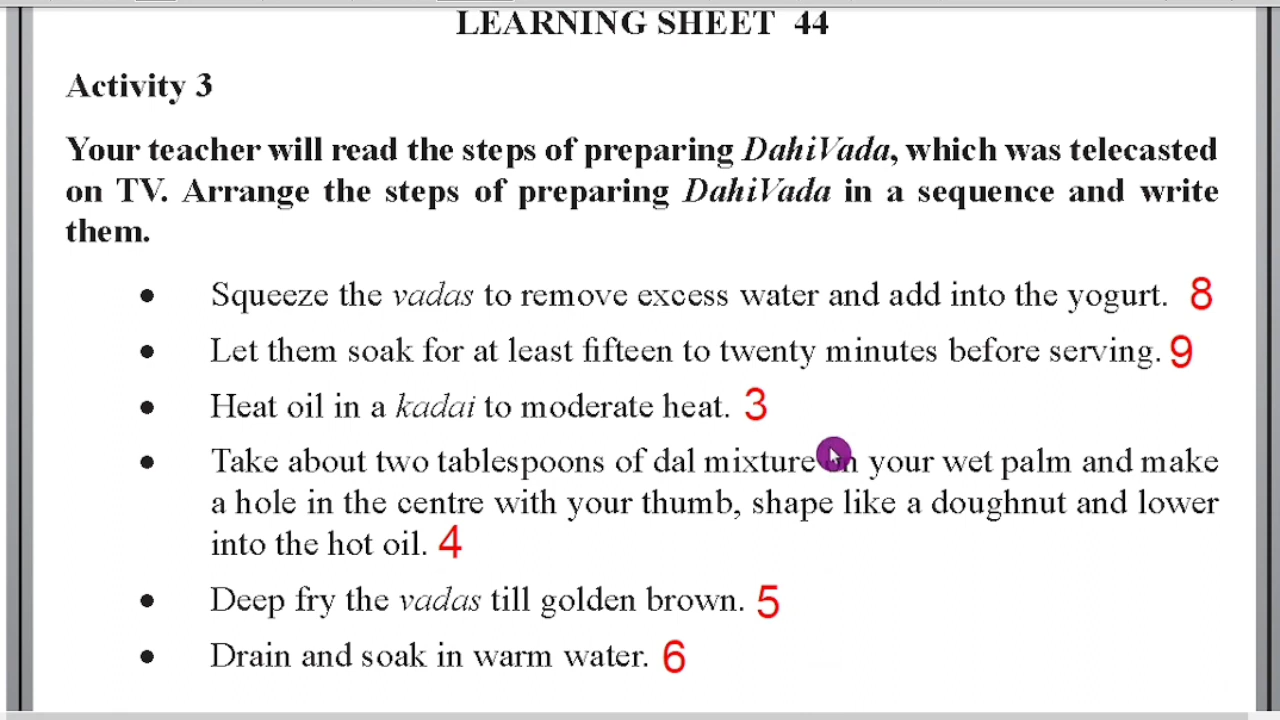 LEARNING SHEET 44
Activity 3
Your teacher will read the steps of preparing DahiVada, which was telecasted
on TV. Arrange the steps of preparing DahiVada in a sequence and write
them.
• Squeeze the vadas to remove excess water and add into the yogurt. 8
• Let them soak for at least fifteen to twenty minutes before serving. 9
• Heat oil in a kadai to moderate heat. 3
• Take about two tablespoons of dal mixture on your wet palm and make
a hole in the centre with your thumb, shape like a doughnut and lower
into the hot oil. 4
• Deep fry the vadas till golden brown. 5
• Drain and soak in warm water. 6